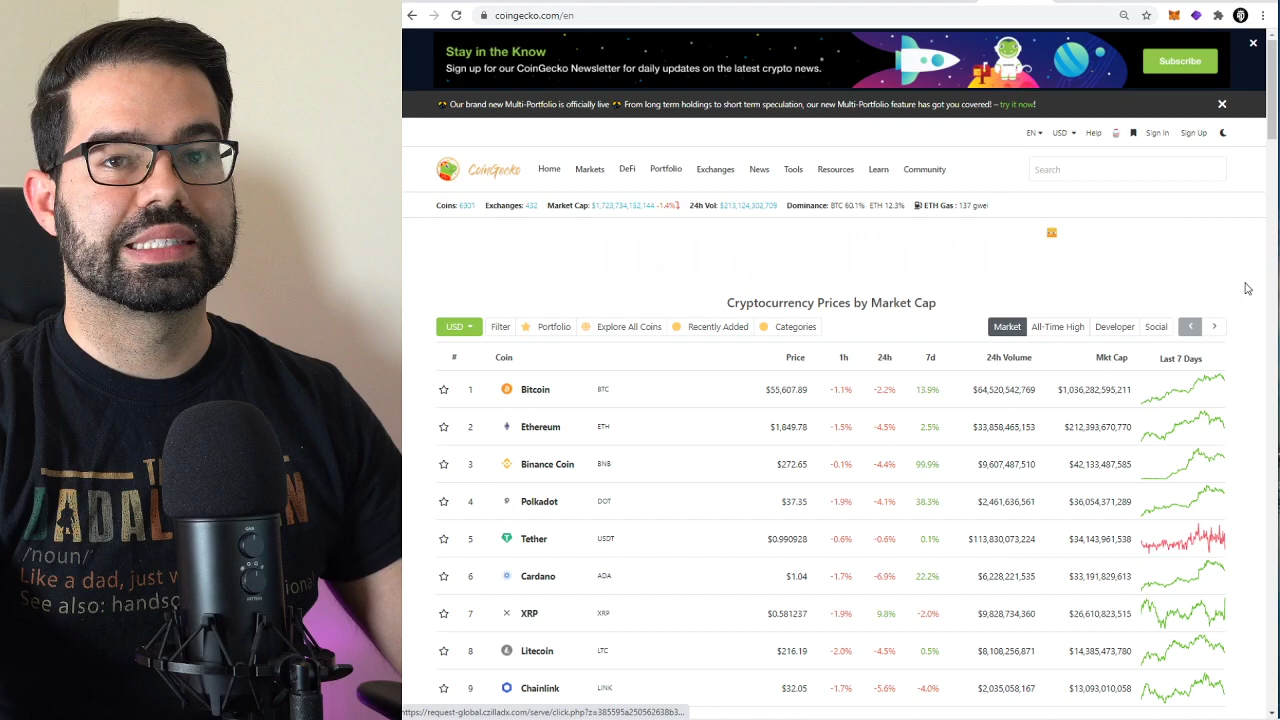 coingecko.com/en
Stay in the Know
Sign up for our CoinGecko Newsletter for daily updates on the latest crypto news.
Subscribe
Our brand new Multi-Portfolio is officially live From long term holdings to short term speculation, our new Multi-Portfolio feature has got you covered! – try it now!
EN USD Help Sign In Sign Up
CoinGecko Home Markets DeFi Portfolio Exchanges News Tools Resources Learn Community Search
Coins: 6301 Exchanges: 432 Market Cap: $1,723,734,152,144 -1.4% 24h Vol: $213,124,302,709 Dominance: BTC 60.1% ETH 12.3% ETH Gas : 137 gwei
Cryptocurrency Prices by Market Cap
USD Filter Portfolio Explore All Coins Recently Added Categories Market All-Time High Developer Social
# Coin Price 1h 24h 7d 24h Volume Mkt Cap Last 7 Days
1 Bitcoin BTC $55,607.89 -1.1% -2.2% 13.9% $64,520,542,769 $1,036,282,595,211
2 Ethereum ETH $1,849.78 -1.5% -4.5% 2.5% $33,858,465,153 $212,393,670,770
3 Binance Coin BNB $272.65 -0.1% -4.4% 99.9% $9,607,487,510 $42,133,487,585
4 Polkadot DOT $37.35 -1.9% -4.1% 38.3% $2,461,636,561 $36,054,371,289
5 Tether USDT $0.990928 -0.6% -0.6% 0.1% $113,830,073,224 $34,143,961,538
6 Cardano ADA $1.04 -1.7% -6.9% 22.2% $6,228,221,535 $33,191,829,613
7 XRP XRP $0.581237 -1.9% 9.8% -2.0% $9,828,734,360 $26,610,823,515
8 Litecoin LTC $216.19 -2.0% -4.5% 0.5% $8,108,256,871 $14,385,473,780
9 Chainlink LINK $32.05 -1.7% -5.6% -4.0% $2,035,058,167 $13,093,010,058
https://request-global.czilladx.com/serve/click.php?z=385595a250562638b3...
/noun/
Like a dad, just
See also:
GAIN
PATTERN